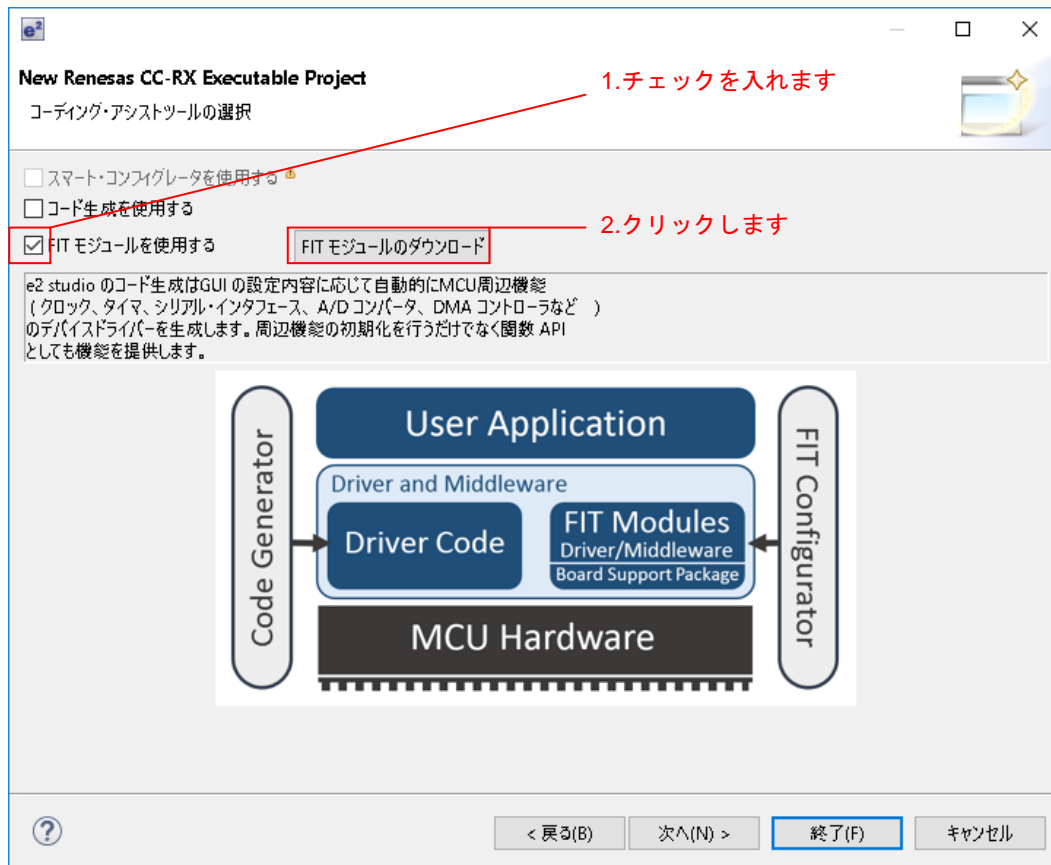 e²
New Renesas CC-RX Executable Project
1.チェックを入れます
コーディング・アシストツールの選択
スマート・コンフィグレータを使用する
コード生成を使用する
2.クリックします
FIT モジュールを使用する
FIT モジュールのダウンロード
e2 studio のコード生成はGUI の設定内容に応じて自動的にMCU周辺機能
( クロック、タイマ、シリアル・インタフェース、A/D コンバータ、DMA コントローラなど )
のデバイスドライバーを生成します。周辺機能の初期化を行うだけでなく関数 API
としても機能を提供します。
Code Generator
User Application
Driver and Middleware
Driver Code
FIT Modules
Driver/Middleware
Board Support Package
MCU Hardware
FIT Configurator
?
< 戻る(B)
次へ(N) >
終了(F)
キャンセル